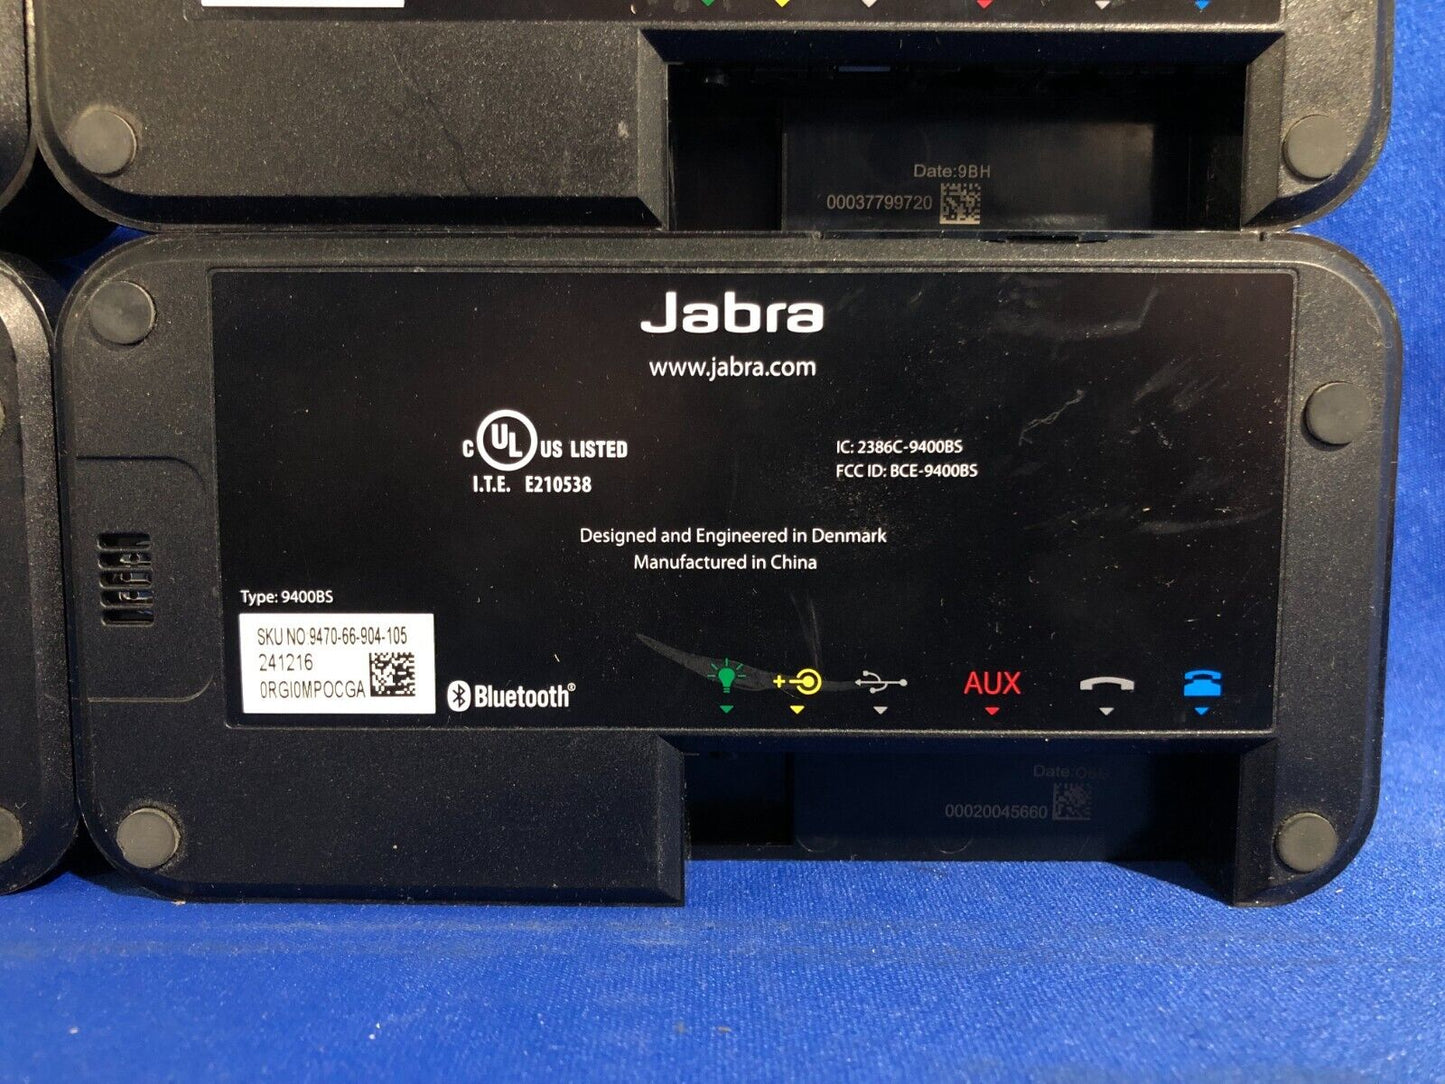 Date:9BH
00037799720
Jabra
www.jabra.com
C UL US LISTED
I.T.E. E210538
IC: 2386C-9400BS
FCC ID: BCE-9400BS
Designed and Engineered in Denmark
Manufactured in China
Type: 9400BS
SKU NO 9470-66-904-105
241216
0RGI0MPOCGA
Bluetooth®
AUX
Date:
00020045660